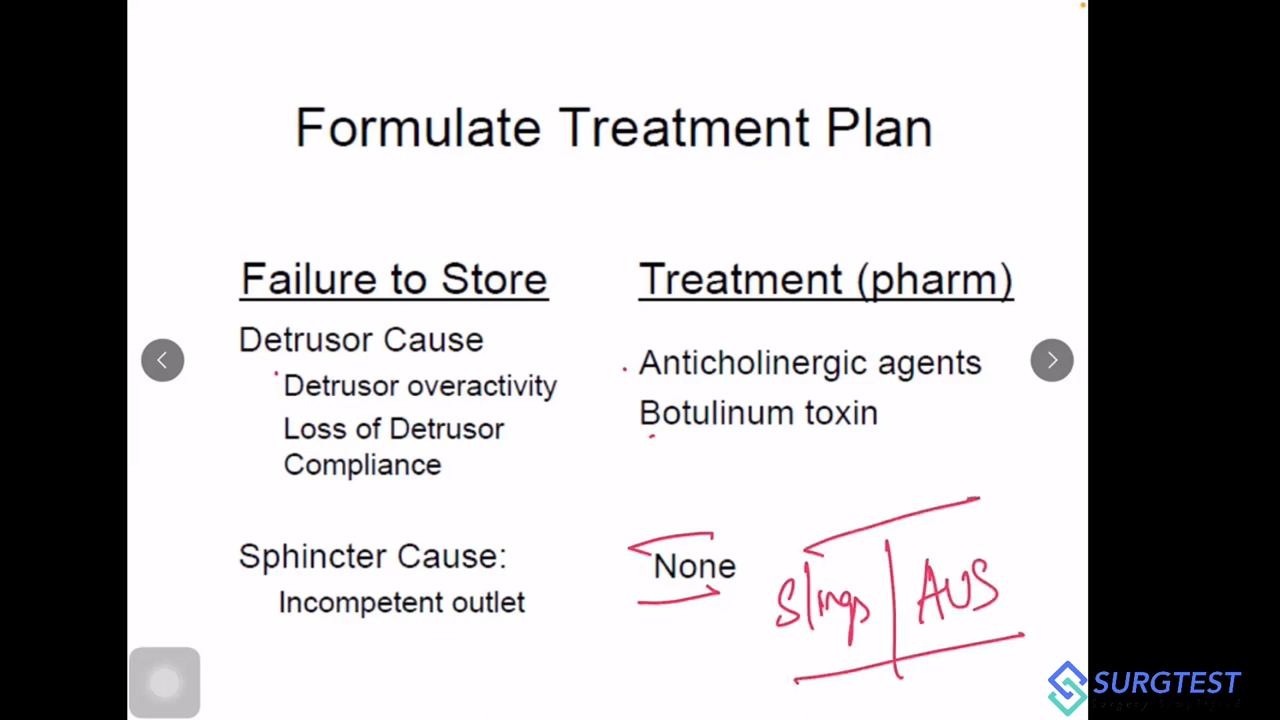 Formulate Treatment Plan
Failure to Store
Treatment (pharm)
Detrusor Cause
Detrusor overactivity
Loss of Detrusor
Compliance
Anticholinergic agents
Botulinum toxin
Sphincter Cause:
Incompetent outlet
None
Slings | AUS
SURGTEST